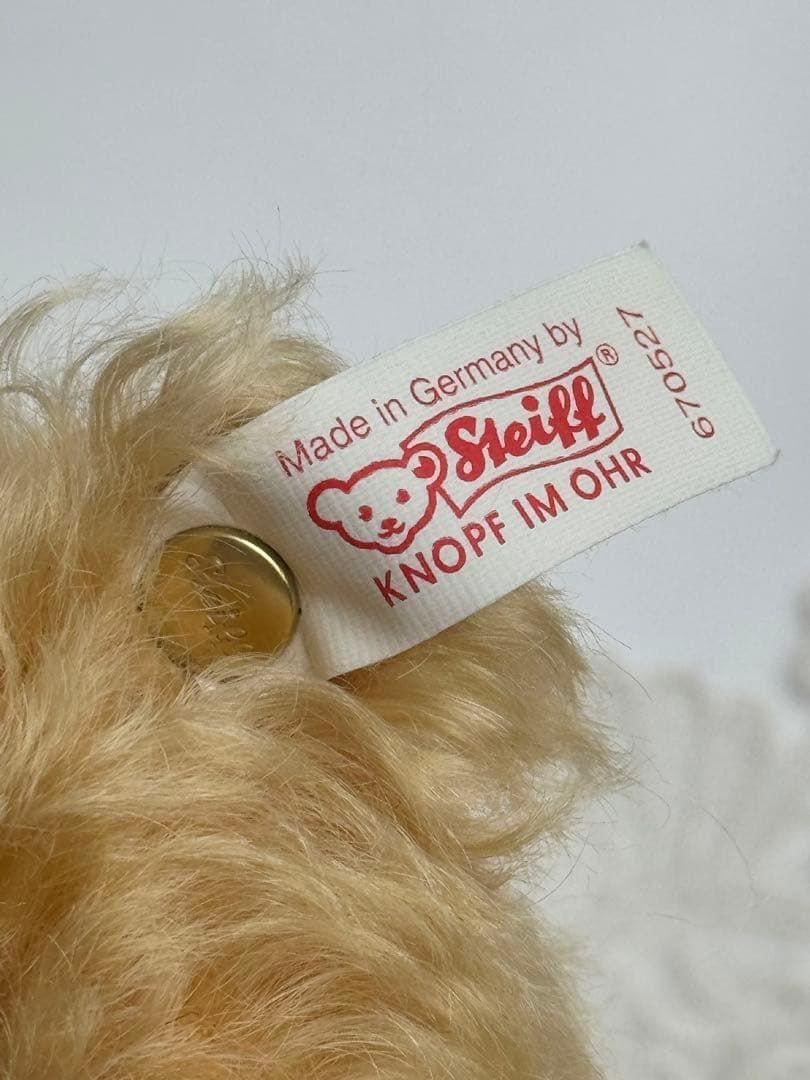 Made in Germany by
Steiff®
KNOPF IM OHR
670527